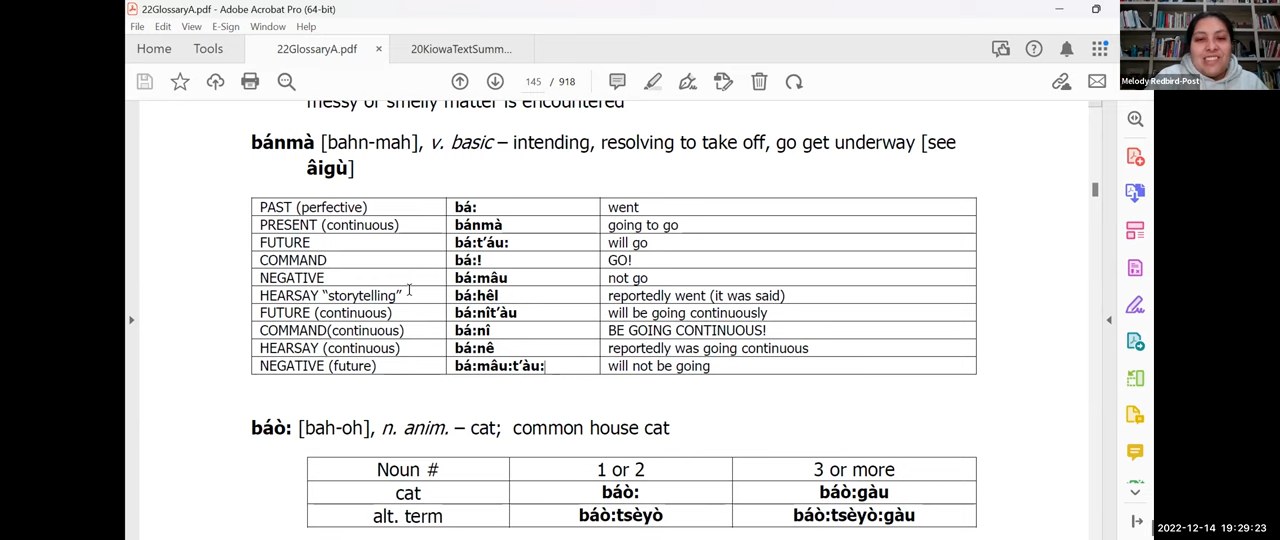 22GlossaryA.pdf - Adobe Acrobat Pro (64-bit)
File Edit View E-Sign Window Help
Home Tools 22GlossaryA.pdf × 20KiowaTextSumm...
145 / 918
Melody Redbird-Post
messy or smelly matter is encountered
bánmà [bahn-mah], v. basic – intending, resolving to take off, go get underway [see
âigù]
PAST (perfective) bá: went
PRESENT (continuous) bánmà going to go
FUTURE bá:t’áu: will go
COMMAND bá:! GO!
NEGATIVE bá:mâu not go
HEARSAY “storytelling” bá:hêl reportedly went (it was said)
FUTURE (continuous) bá:nît’àu will be going continuously
COMMAND(continuous) bá:nî BE GOING CONTINUOUS!
HEARSAY (continuous) bá:nê reportedly was going continuous
NEGATIVE (future) bá:mâu:t’àu: will not be going
báò: [bah-oh], n. anim. – cat; common house cat
Noun # 1 or 2 3 or more
cat báò: báò:gàu
alt. term báò:tsèyò báò:tsèyò:gàu
2022-12-14 19:29:23